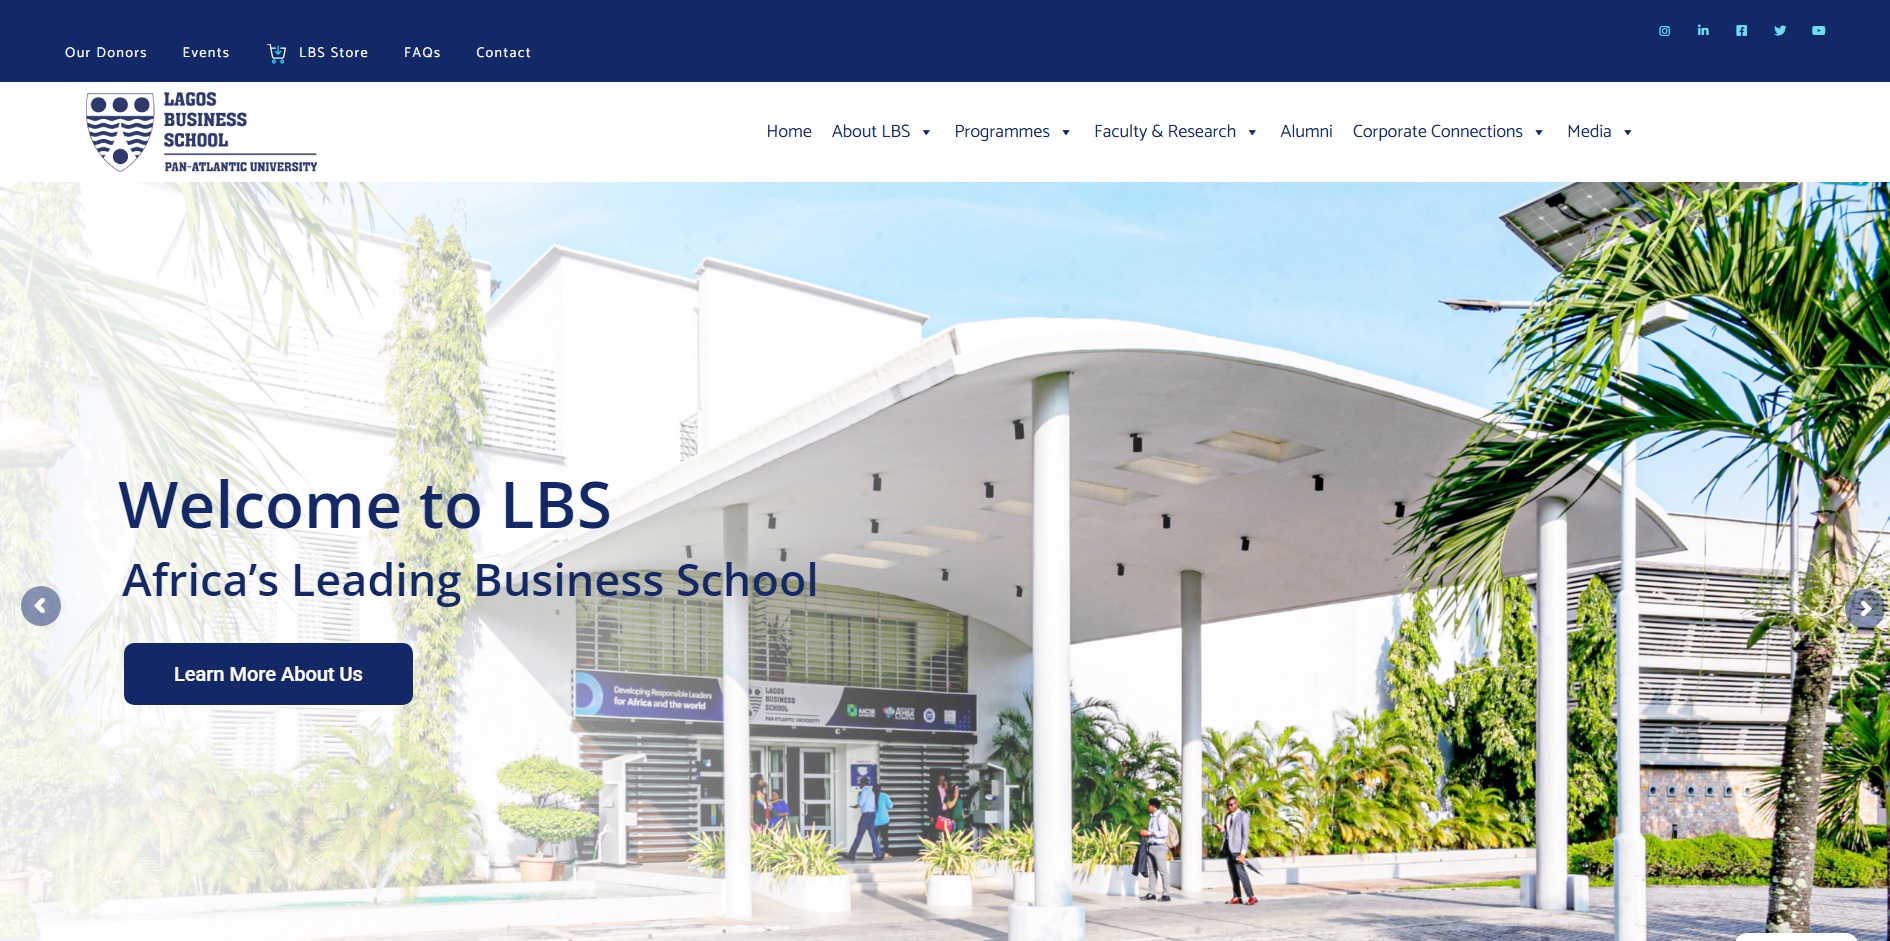 Our Donors
Events
LBS Store
FAQs
Contact
LAGOS
BUSINESS
SCHOOL
PAN-ATLANTIC UNIVERSITY
Home
About LBS
Programmes
Faculty & Research
Alumni
Corporate Connections
Media
Welcome to LBS
Africa’s Leading Business School
Learn More About Us
Developing Responsible Leaders
for Africa and the world
LAGOS
BUSINESS
SCHOOL
PAN-ATLANTIC UNIVERSITY
AACSB